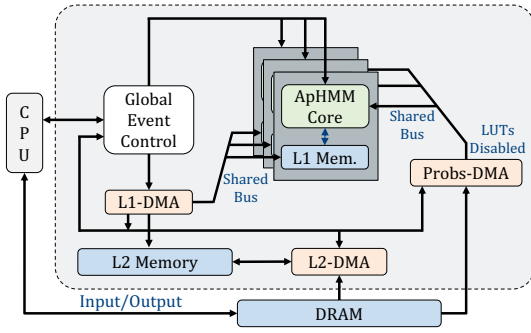 CPU
Global
Event
Control
ApHMM
Core
L1 Mem.
Shared
Bus
LUTs
Disabled
Probs-DMA
L1-DMA
Shared
Bus
L2 Memory
L2-DMA
Input/Output
DRAM